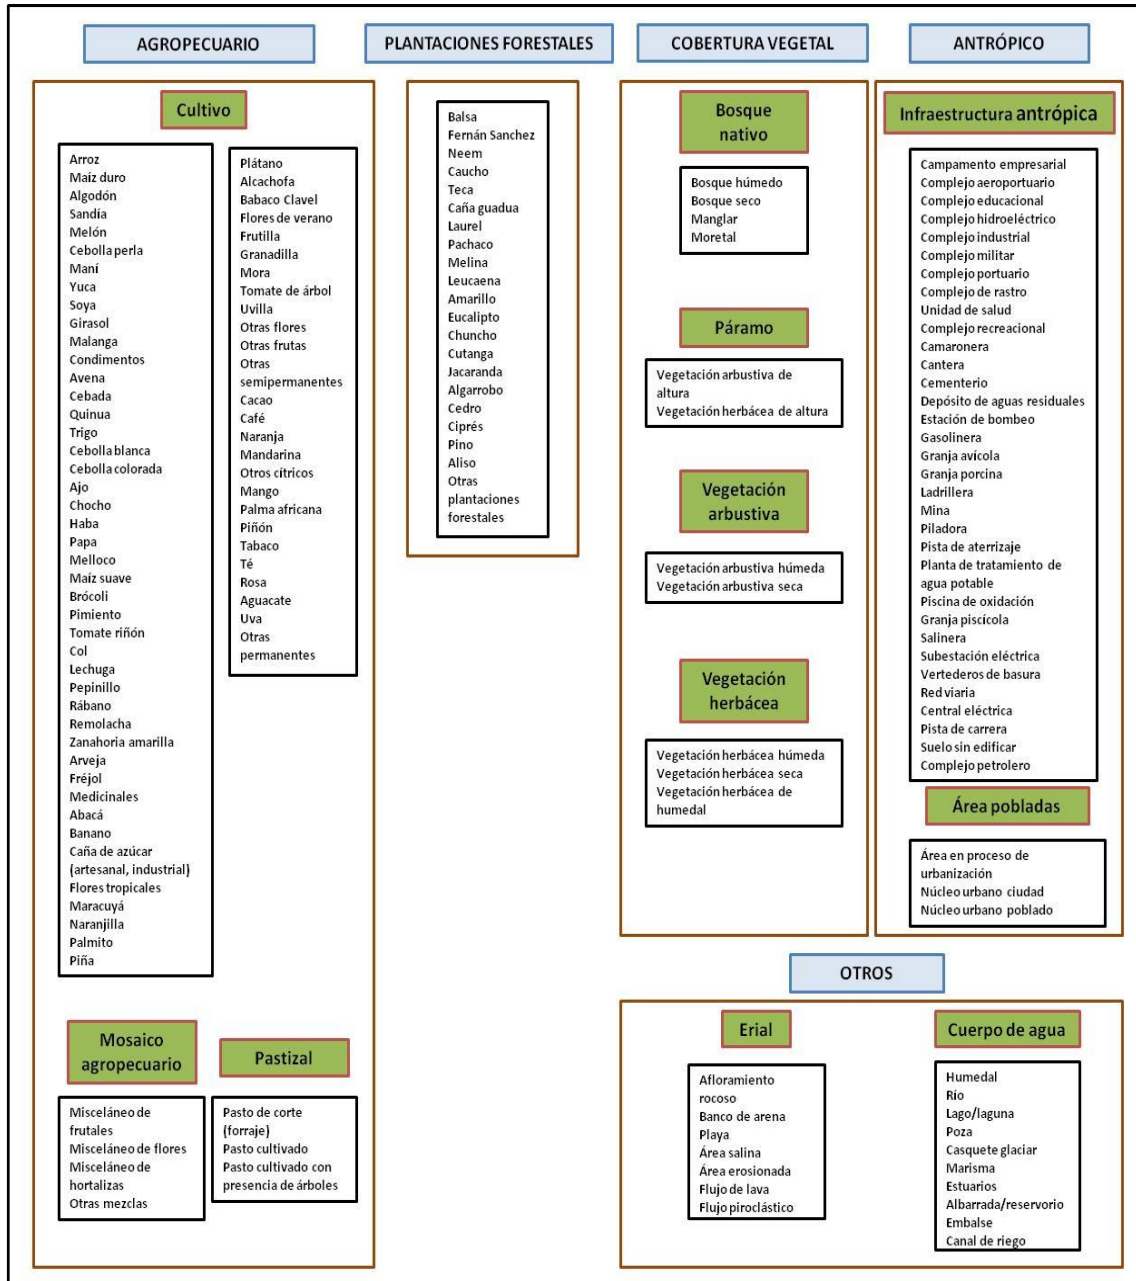 AGROPECUARIO
Cultivo
Arroz
Maíz duro
Algodón
Sandía
Melón
Cebolla perla
Maní
Yuca
Soya
Girasol
Malanga
Condimentos
Avena
Cebada
Quinua
Trigo
Cebolla blanca
Cebolla colorada
Ajo
Chocho
Haba
Papa
Melloco
Maíz suave
Brócoli
Pimiento
Tomate riñón
Col
Lechuga
Pepinillo
Rábano
Remolacha
Zanahoria amarilla
Arveja
Fréjol
Medicinales
Abacá
Banano
Caña de azúcar
(artesanal, industrial)
Flores tropicales
Maracuyá
Naranjilla
Palmito
Piña
Plátano
Alcachofa
Babaco Clavel
Flores de verano
Frutilla
Granadilla
Mora
Tomate de árbol
Uvilla
Otras flores
Otras frutas
Otras
semipermanentes
Cacao
Café
Naranja
Mandarina
Otros cítricos
Mango
Palma africana
Piñón
Tabaco
Té
Rosa
Aguacate
Uva
Otras
permanentes
Mosaico
agropecuario
Misceláneo de
frutales
Misceláneo de flores
Misceláneo de
hortalizas
Otras mezclas
Pastizal
Pasto de corte
(forraje)
Pasto cultivado
Pasto cultivado con
presencia de árboles
PLANTACIONES FORESTALES
Balsa
Fernán Sanchez
Neem
Caucho
Teca
Caña guadua
Laurel
Pachaco
Melina
Leucaena
Amarillo
Eucalipto
Chuncho
Cutanga
Jacaranda
Algarrobo
Cedro
Ciprés
Pino
Aliso
Otras
plantaciones
forestales
COBERTURA VEGETAL
Bosque
nativo
Bosque húmedo
Bosque seco
Manglar
Moretal
Páramo
Vegetación arbustiva de
altura
Vegetación herbácea de altura
Vegetación
arbustiva
Vegetación arbustiva húmeda
Vegetación arbustiva seca
Vegetación
herbácea
Vegetación herbácea húmeda
Vegetación herbácea seca
Vegetación herbácea de
humedal
ANTRÓPICO
Infraestructura antrópica
Campamento empresarial
Complejo aeroportuario
Complejo educacional
Complejo hidroeléctrico
Complejo industrial
Complejo militar
Complejo portuario
Complejo de rastro
Unidad de salud
Complejo recreacional
Camaronera
Cantera
Cementerio
Depósito de aguas residuales
Estación de bombeo
Gasolinera
Granja avícola
Granja porcina
Ladrillera
Mina
Piladora
Pista de aterrizaje
Planta de tratamiento de
agua potable
Piscina de oxidación
Granja piscícola
Salinera
Subestación eléctrica
Vertederos de basura
Red viaria
Central eléctrica
Pista de carrera
Suelo sin edificar
Complejo petrolero
Área pobladas
Área en proceso de
urbanización
Núcleo urbano ciudad
Núcleo urbano poblado
OTROS
Erial
Afloramiento
rocoso
Banco de arena
Playa
Área salina
Área erosionada
Flujo de lava
Flujo piroclástico
Cuerpo de agua
Humedal
Río
Lago/laguna
Poza
Casquete glaciar
Marisma
Estuarios
Albarrada/reservorio
Embalse
Canal de riego